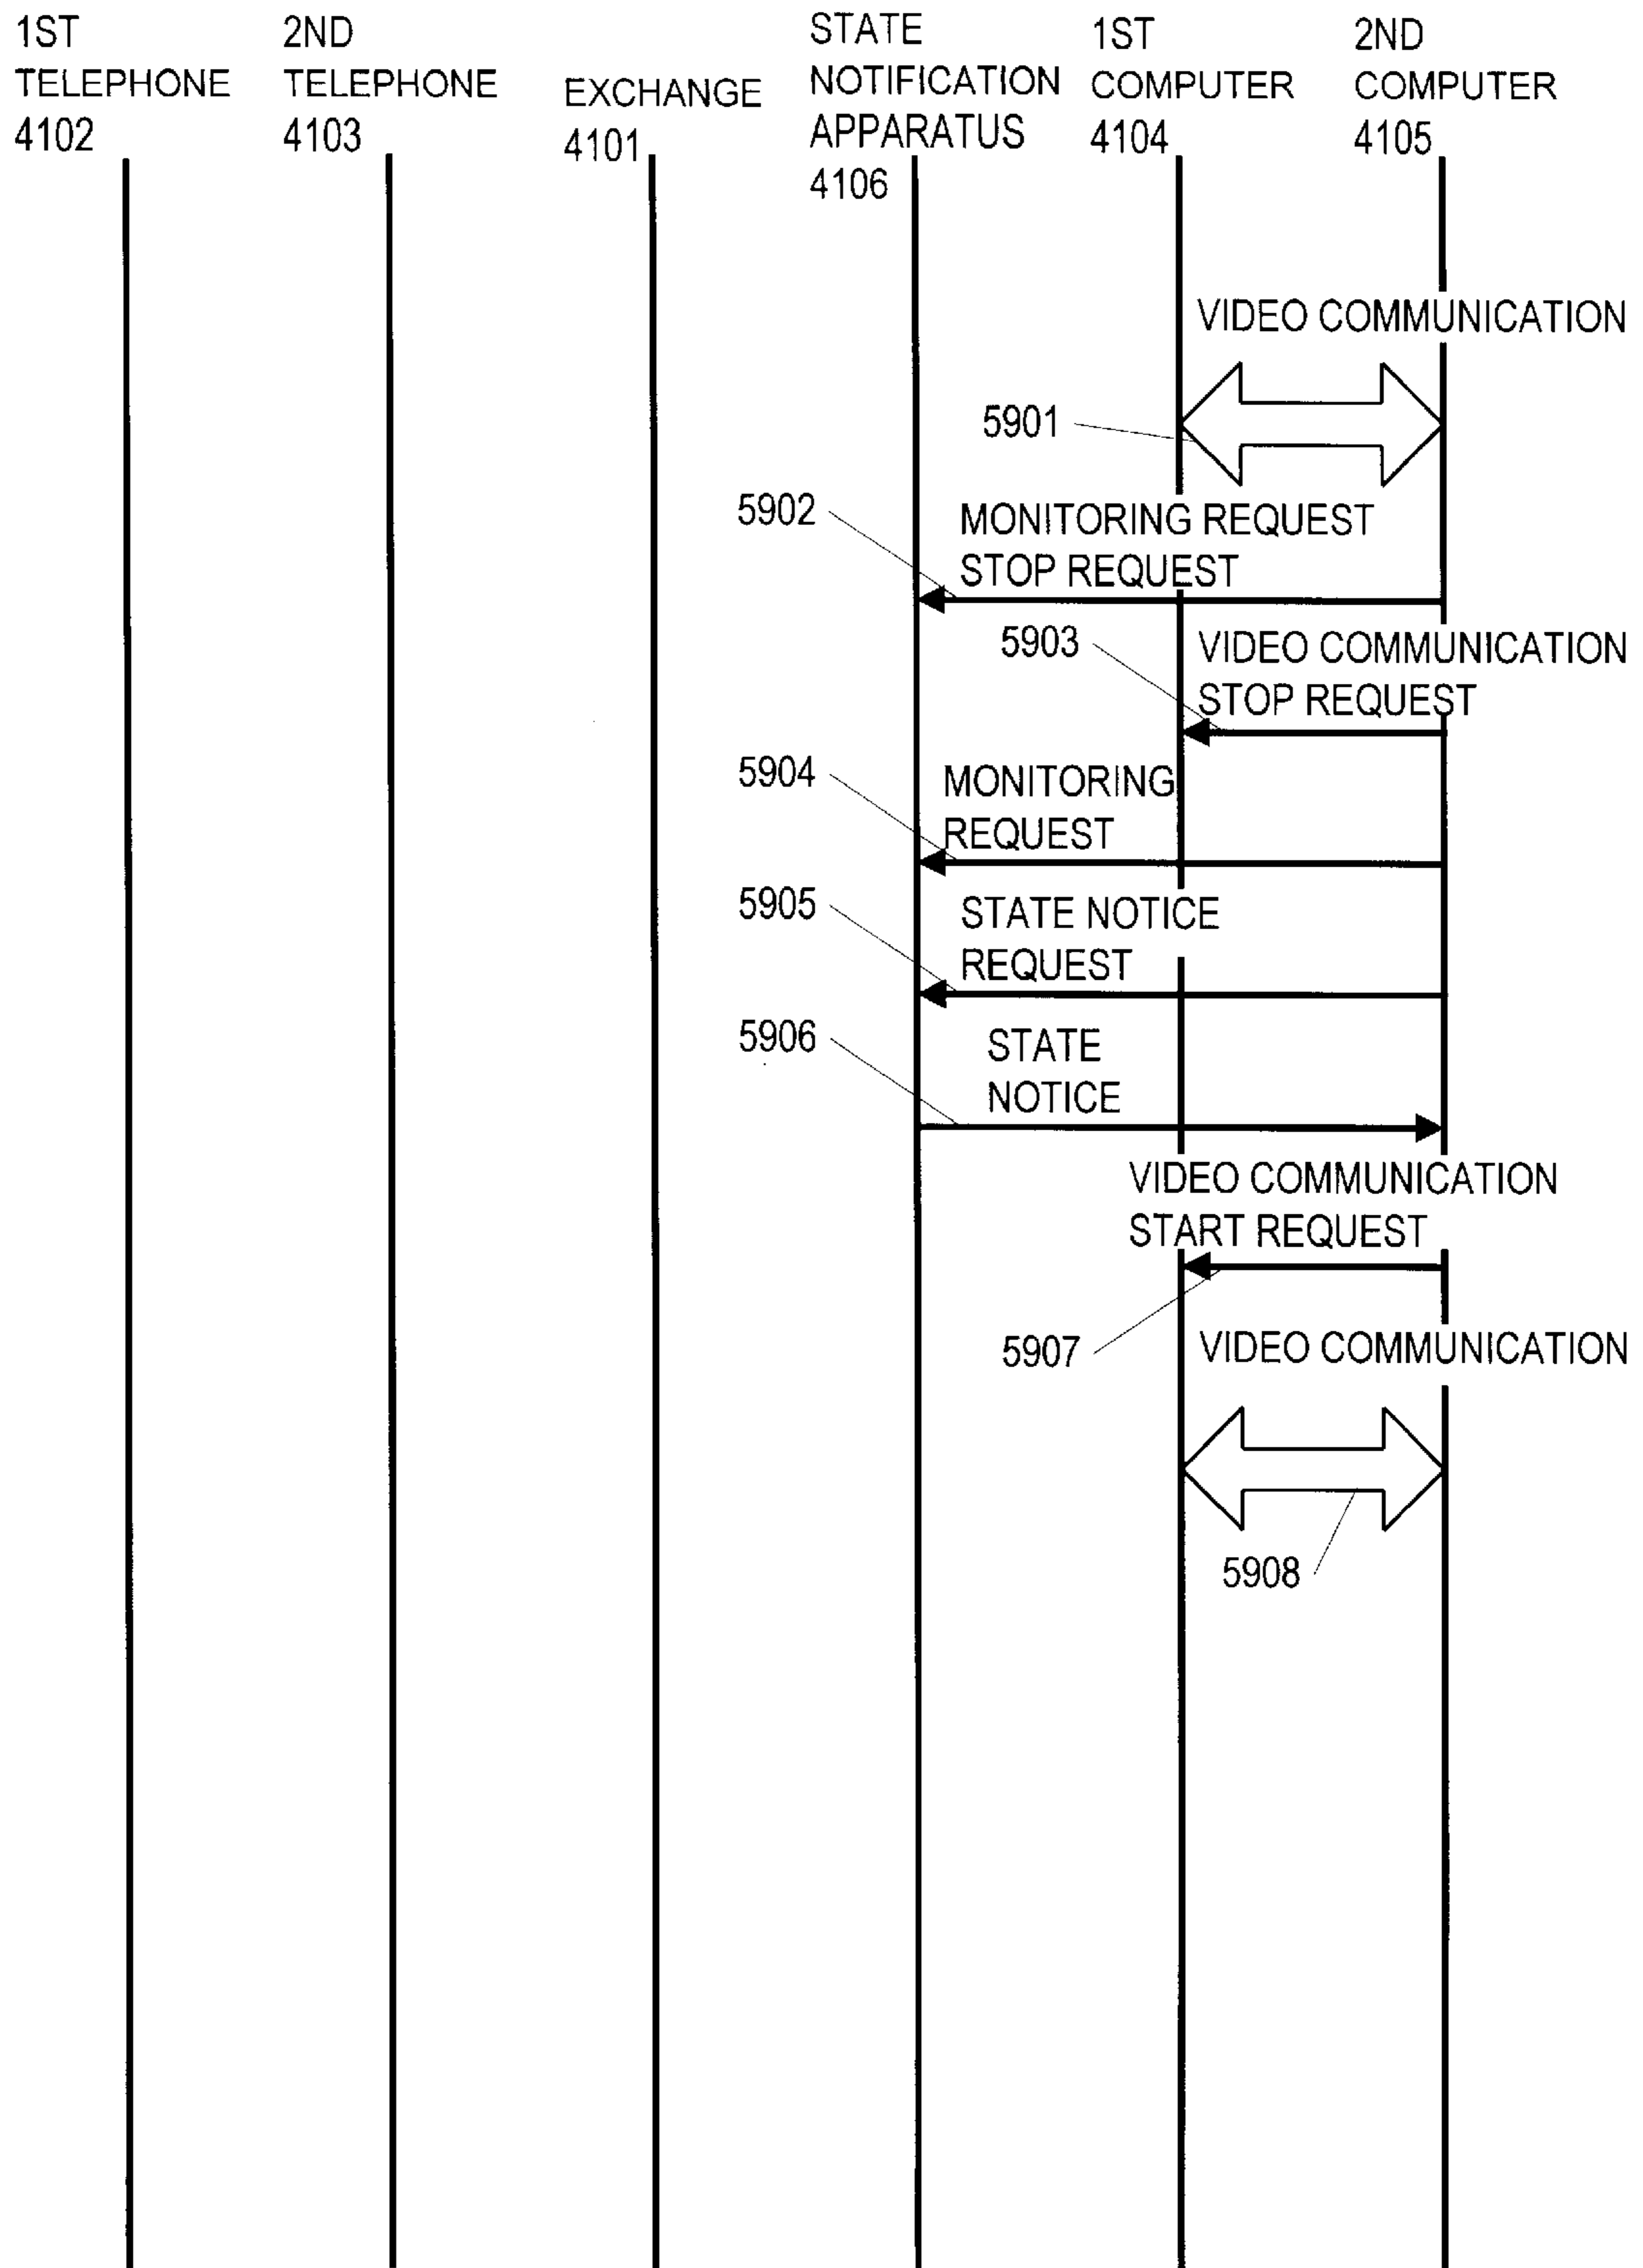 1ST
TELEPHONE
4102
2ND
TELEPHONE
4103
EXCHANGE
4101
STATE
NOTIFICATION
APPARATUS
4106
1ST
COMPUTER
4104
2ND
COMPUTER
4105
VIDEO COMMUNICATION
5901
5902
MONITORING REQUEST
STOP REQUEST
5903
VIDEO COMMUNICATION
STOP REQUEST
5904
MONITORING
REQUEST
5905
STATE NOTICE
REQUEST
5906
STATE
NOTICE
VIDEO COMMUNICATION
START REQUEST
5907
VIDEO COMMUNICATION
5908